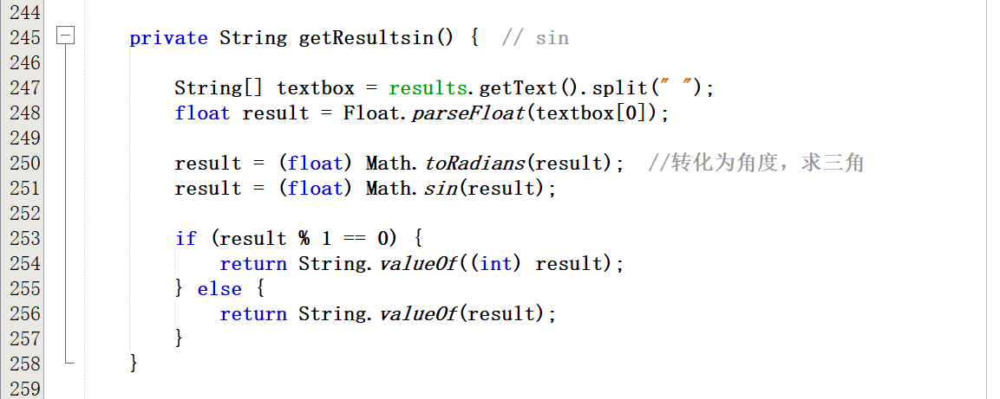 244
245 private String getResultsin() {  // sin
246
247 String[] textbox = results.getText().split(" ");
248 float result = Float.parseFloat(textbox[0]);
249
250 result = (float) Math.toRadians(result);  //转化为角度，求三角
251 result = (float) Math.sin(result);
252
253 if (result % 1 == 0) {
254 return String.valueOf((int) result);
255 } else {
256 return String.valueOf(result);
257 }
258 }
259